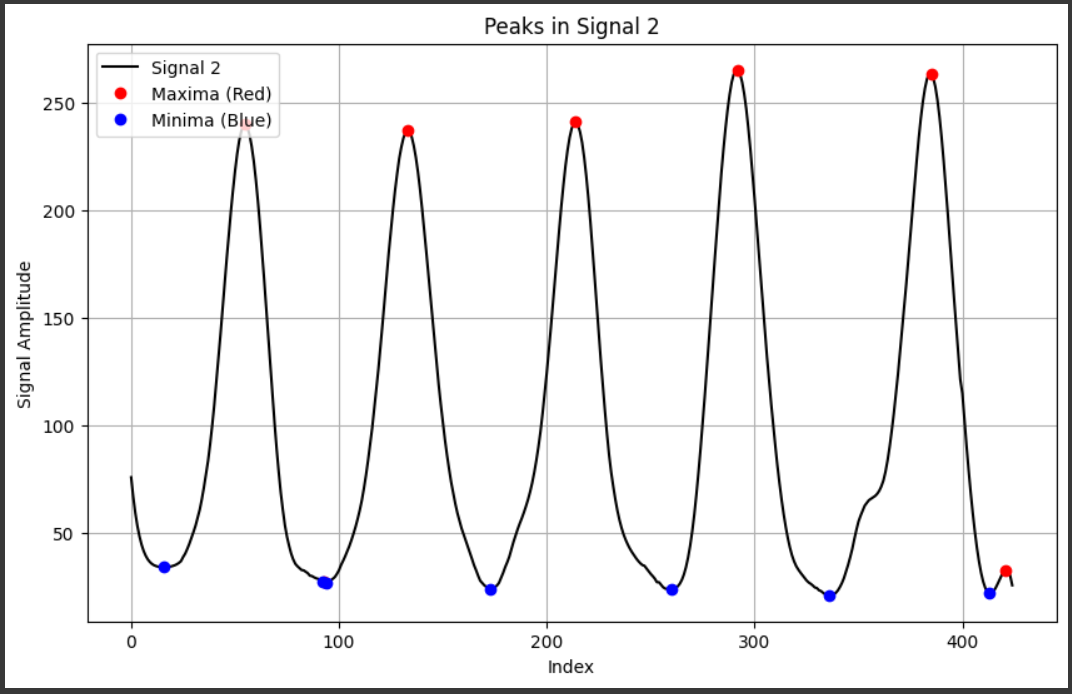 Peaks in Signal 2
Signal 2
Maxima (Red)
Minima (Blue)
250
200
150
100
50
Signal Amplitude
0
100
200
300
400
Index